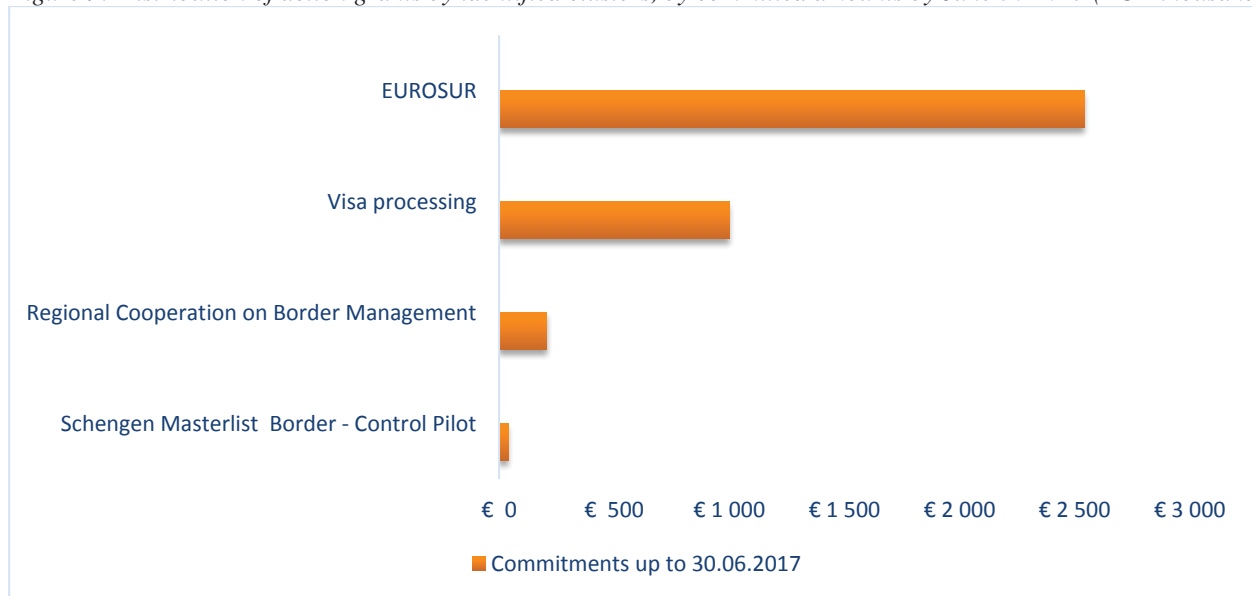 EUROSUR
Visa processing
Regional Cooperation on Border Management
Schengen Masterlist Border - Control Pilot
€ 0 € 500 € 1 000 € 1 500 € 2 000 € 2 500 € 3 000
Commitments up to 30.06.2017